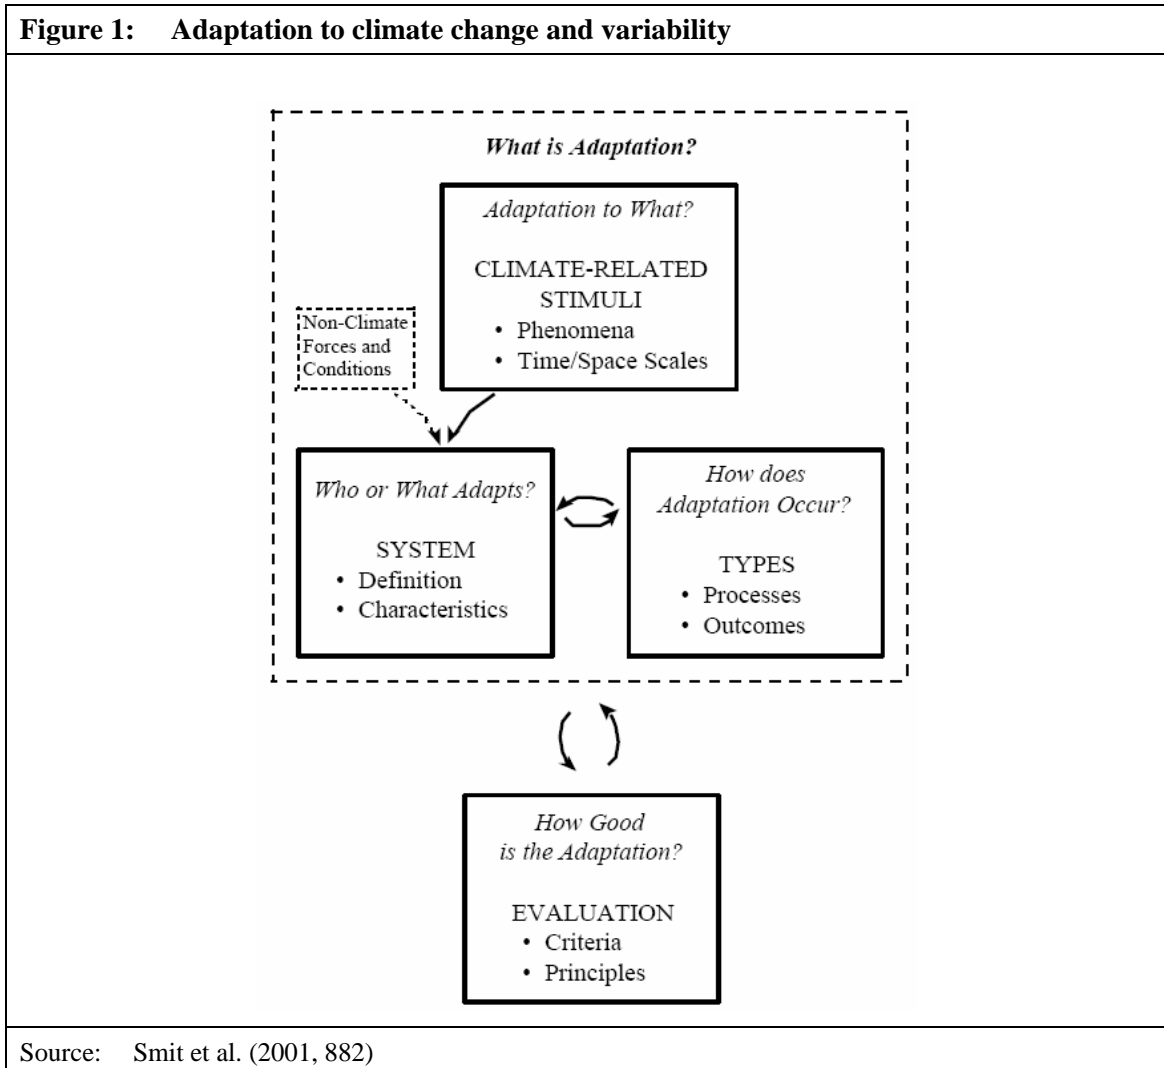 Figure 1: Adaptation to climate change and variability
What is Adaptation?
Adaptation to What?
CLIMATE-RELATED
STIMULI
• Phenomena
• Time/Space Scales
Non-Climate
Forces and
Conditions
Who or What Adapts?
SYSTEM
• Definition
• Characteristics
How does
Adaptation Occur?
TYPES
• Processes
• Outcomes
How Good
is the Adaptation?
EVALUATION
• Criteria
• Principles
Source: Smit et al. (2001, 882)